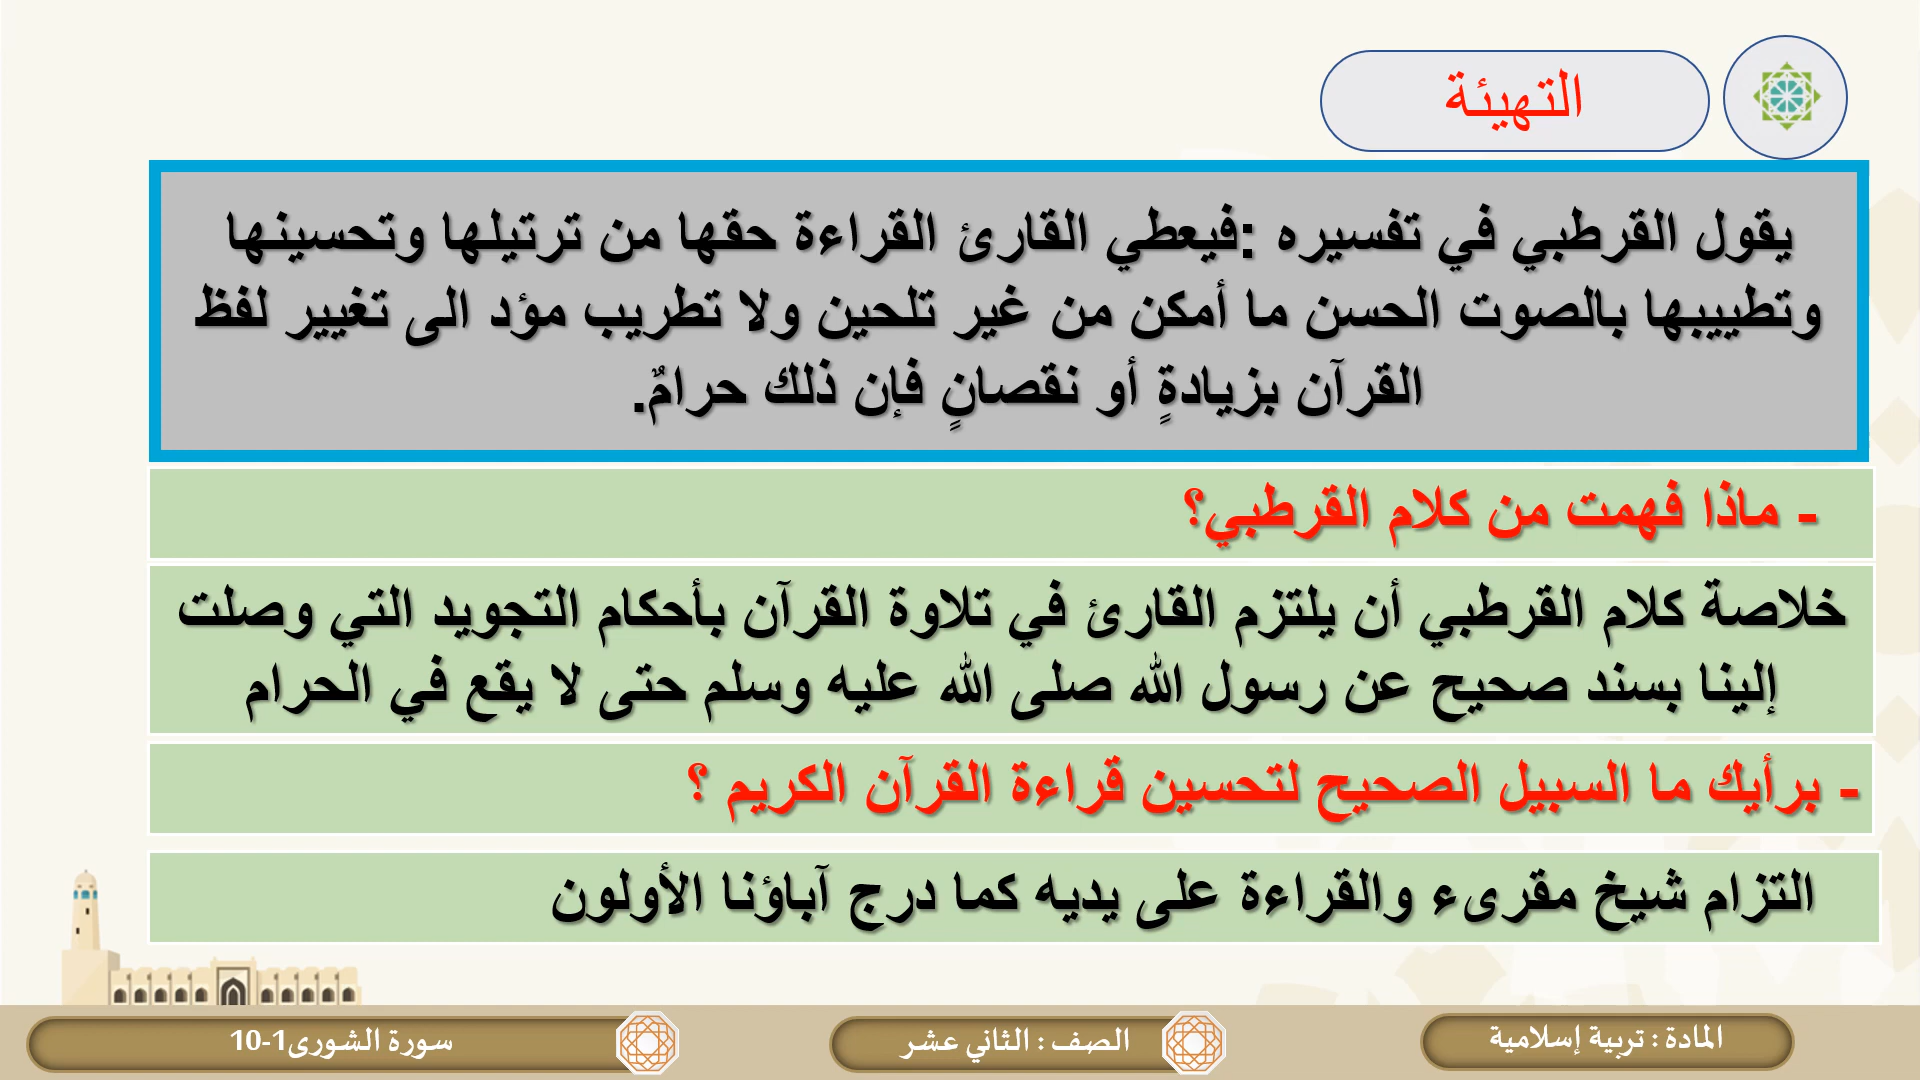 التهيئة
يقول القرطبي في تفسيره :فيعطي القارئ القراءة حقها من ترتيلها وتحسينها
وتطييبها بالصوت الحسن ما أمكن من غير تلحين ولا تطريب مؤد الى تغيير لفظ
القرآن بزيادةٍ أو نقصانٍ فإن ذلك حرامٌ.
- ماذا فهمت من كلام القرطبي؟
خلاصة كلام القرطبي أن يلتزم القارئ في تلاوة القرآن بأحكام التجويد التي وصلت
إلينا بسند صحيح عن رسول الله صلى الله عليه وسلم حتى لا يقع في الحرام
- برأيك ما السبيل الصحيح لتحسين قراءة القرآن الكريم ؟
التزام شيخ مقرىء والقراءة على يديه كما درج آباؤنا الأولون
المادة : تربية إسلامية
الصف : الثاني عشر
سورة الشورى1-10